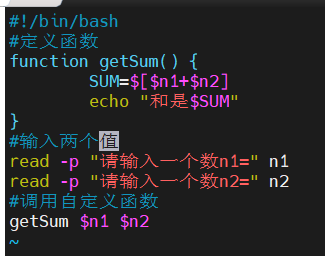 #!/bin/bash
#定义函数
function getSum() {
        SUM=$[$n1+$n2]
        echo "和是$SUM"
}
#输入两个值
read -p "请输入一个数n1=" n1
read -p "请输入一个数n2=" n2
#调用自定义函数
getSum $n1 $n2
~